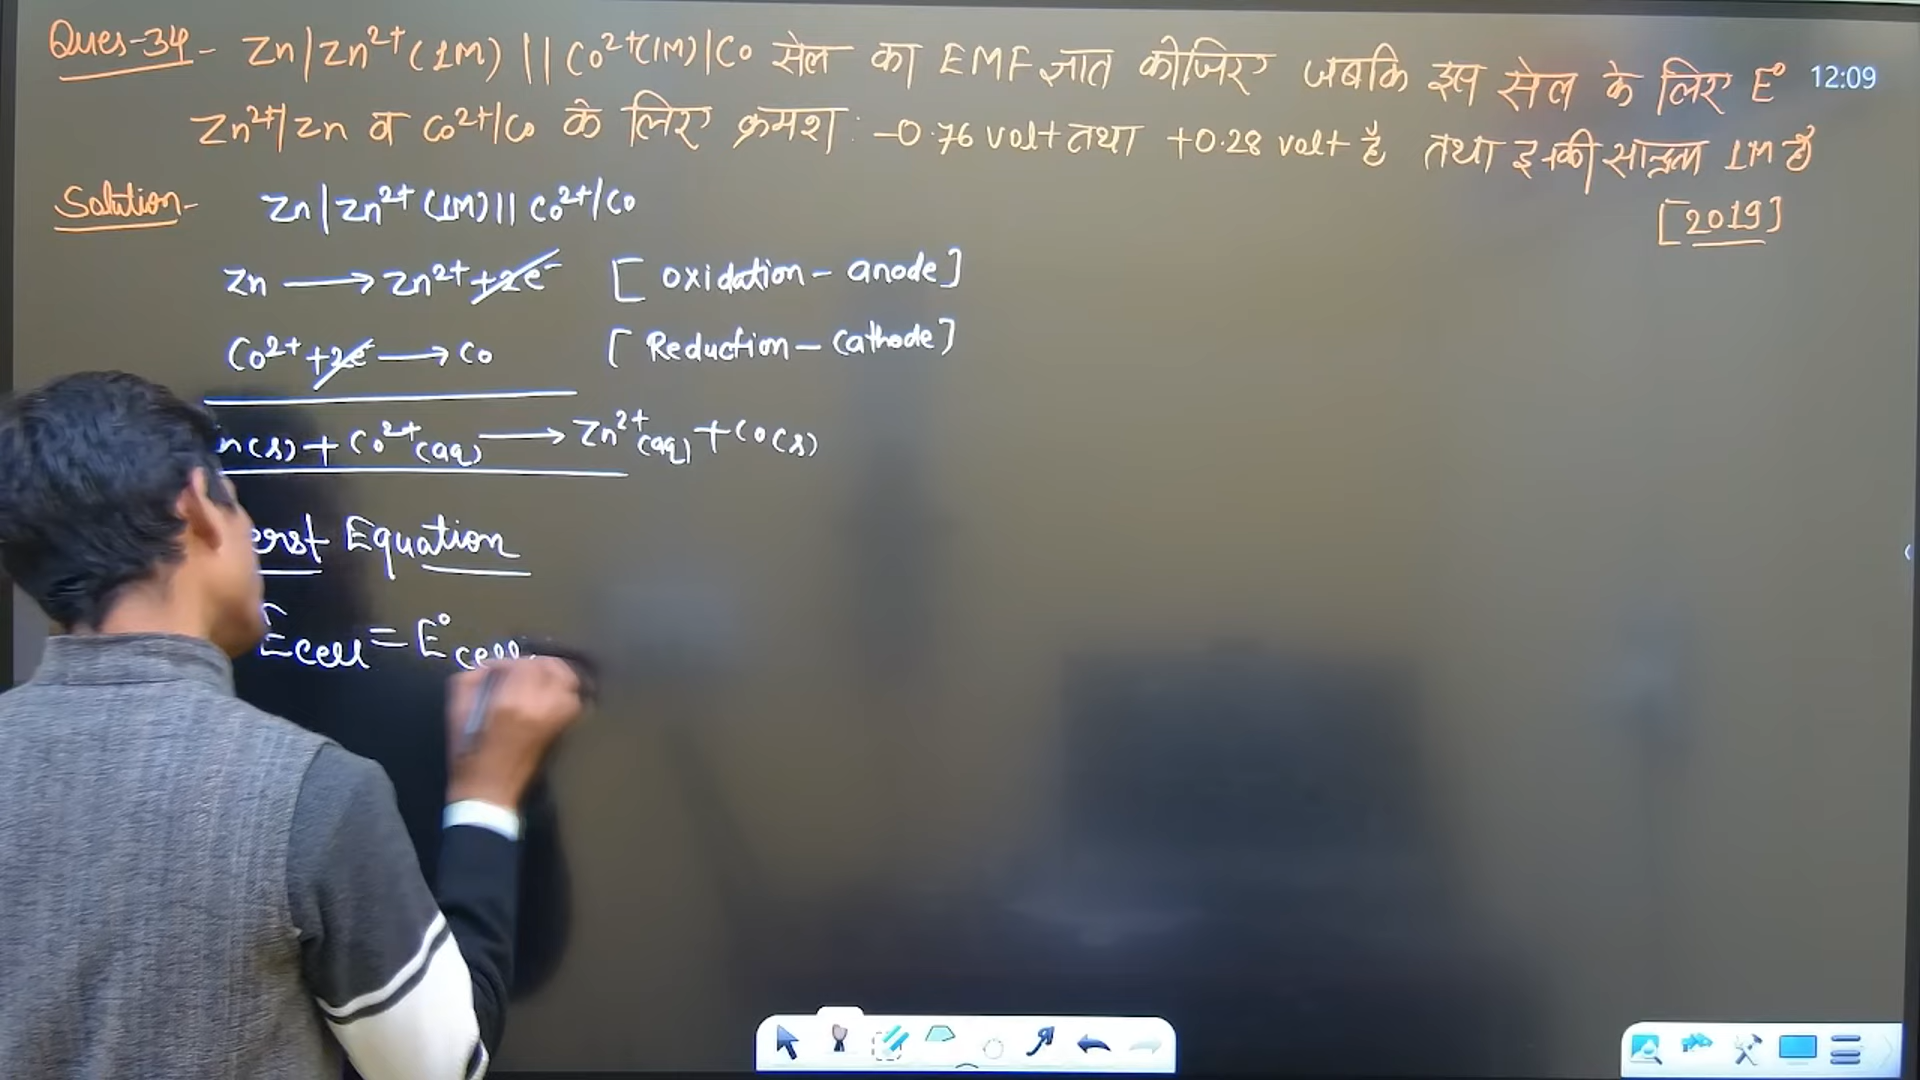 Ques-34- Zn/Zn²⁺(1M) || Co²⁺(1M)|Co सेल का EMF ज्ञात कीजिए जबकि इस सेल के लिए E° 12:09
Zn²⁺/Zn व Co²⁺/Co के लिए क्रमशः -0.76 volt तथा +0.28 volt है तथा इनकी सान्द्रता 1M है
[2019]
Solution- Zn|Zn²⁺(1M)|| Co²⁺/Co
Zn ⟶ Zn²⁺+2e⁻ [oxidation-anode]
Co²⁺+2e⁻ ⟶ Co [Reduction-Cathode]
n(s)+Co²⁺(aq) ⟶ Zn²⁺(aq)+Co(s)
erst Equation
Ecell = E°cell